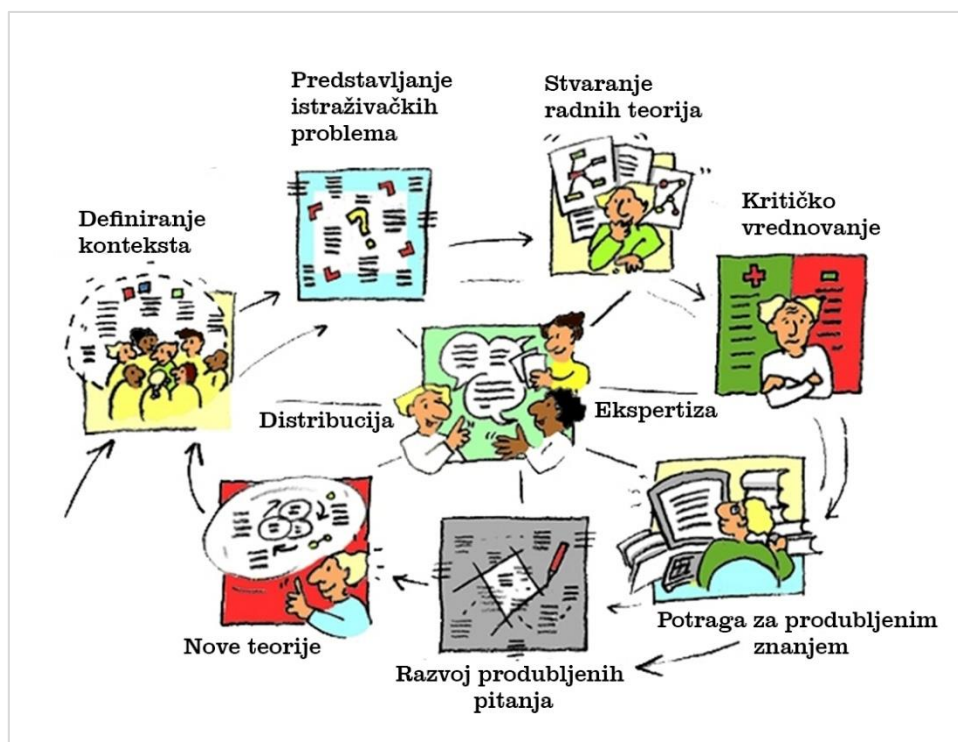 Predstavljanje
istraživačkih
problema
Stvaranje
radnih teorija
Definiranje
konteksta
Kritičko
vrednovanje
Distribucija
Ekspertiza
Nove teorije
Razvoj produbljenih
pitanja
Potraga za produbljenim
znanjem